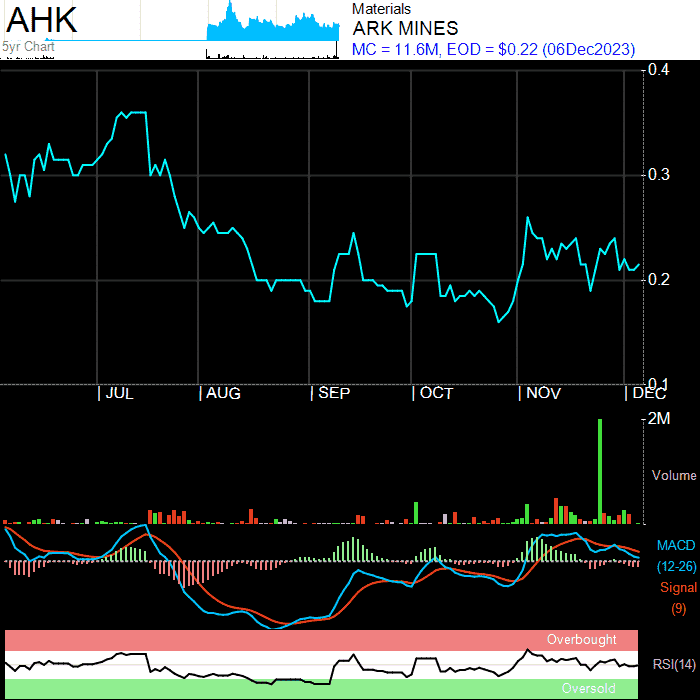 AHK
5yr Chart
Materials
ARK MINES
MC = 11.6M, EOD = $0.22 (06Dec2023)
0.4
0.3
0.2
0.1
| JUL | AUG | SEP | OCT | NOV | DEC
2M
Volume
MACD
(12-26)
Signal
(9)
Overbought
RSI(14)
Oversold